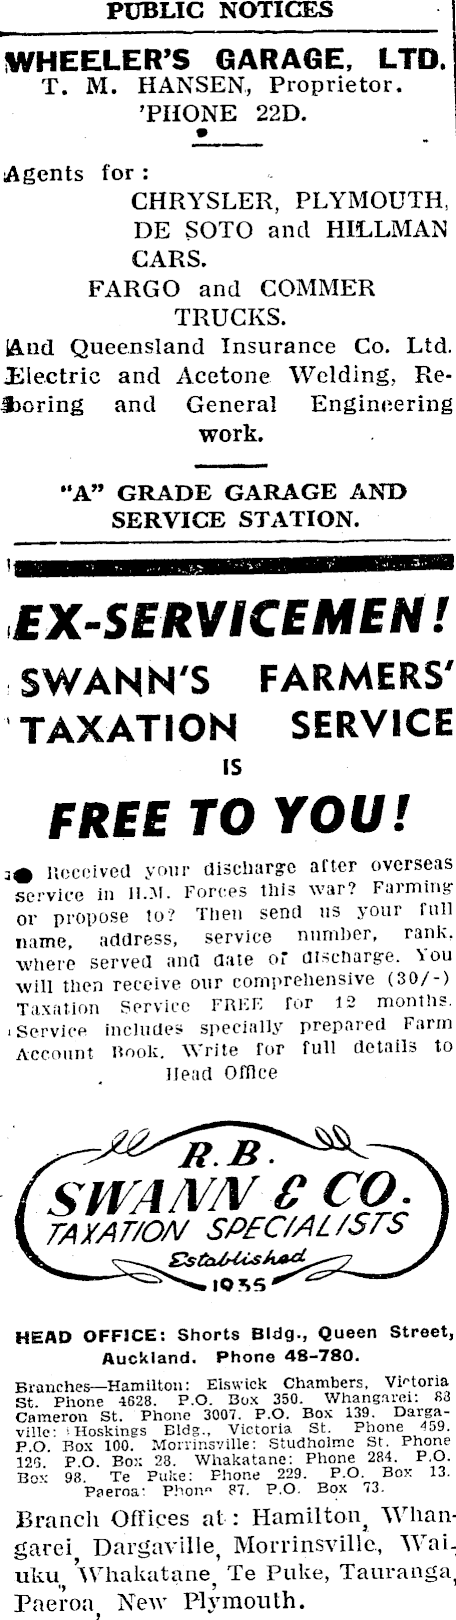 PUBLIC NOTICES
WHEELER'S GARAGE, LTD.
T. M. HANSEN, Proprietor.
'PHONE 22D.
Agents for :
CHRYSLER, PLYMOUTH,
DE SOTO and HILLMAN
CARS.
FARGO and COMMER
TRUCKS.
And Queensland Insurance Co. Ltd.
Electric and Acetone Welding, Re-
boring and General Engineering
work.
"A" GRADE GARAGE AND
SERVICE STATION.
EX-SERVICEMEN!
SWANN'S FARMERS'
TAXATION SERVICE
IS
FREE TO YOU!
● Received your discharge after overseas
service in H.M. Forces this war? Farming
or propose to? Then send us your full
name, address, service number, rank,
where served and date of discharge. You
will then receive our comprehensive (30/-)
Taxation Service FREE for 12 months.
Service includes specially prepared Farm
Account Book. Write for full details to
Head Office
R. B.
SWANN & CO.
TAXATION SPECIALISTS
Established
1935
HEAD OFFICE: Shorts Bldg., Queen Street,
Auckland. Phone 48-780.
Branches—Hamilton: Elswick Chambers, Victoria
St. Phone 4628. P.O. Box 350. Whangarei: 83
Cameron St. Phone 3007. P.O. Box 139. Darga-
ville: Hoskings Bldg., Victoria St. Phone 459.
P.O. Box 100. Morrinsville: Studholme St. Phone
126. P.O. Box 28. Whakatane: Phone 284. P.O.
Box 98. Te Puke: Phone 229. P.O. Box 13.
Paeroa: Phone 87. P.O. Box 73.
Branch Offices at : Hamilton, Whan-
garei, Dargaville, Morrinsville, Wai-
uku, Whakatane, Te Puke, Tauranga,
Paeroa, New Plymouth.